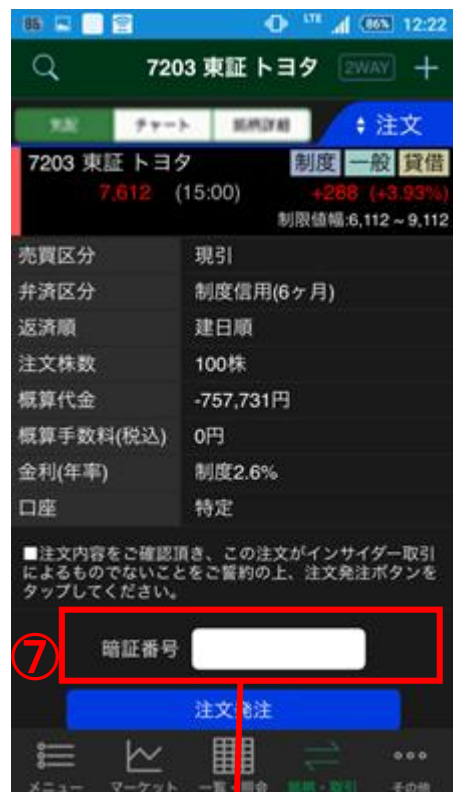 86% 12:22
7203 東証 トヨタ 2WAY
チャート 銘柄詳細 注文
7203 東証 トヨタ 制度 一般 貸借
7,612 (15:00) +288 (+3.93%)
制限値幅:6,112 ~ 9,112
売買区分 現引
弁済区分 制度信用(6ヶ月)
返済順 建日順
注文株数 100株
概算代金 -757,731円
概算手数料(税込) 0円
金利(年率) 制度2.6%
口座 特定
■注文内容をご確認頂き、この注文がインサイダー取引
によるものでないことをご誓約の上、注文発注ボタンを
タップしてください。
⑦ 暗証番号
注文発注
メニュー マーケット その他